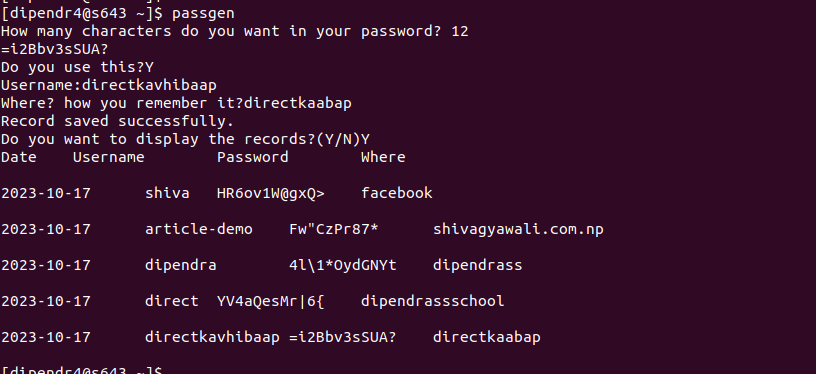 [dipendr4@s643 ~]$ passgen
How many characters do you want in your password? 12
=i2Bbv3sSUA?
Do you use this?Y
Username:directkavhibaap
Where? how you remember it?directkaabap
Record saved successfully.
Do you want to display the records?(Y/N)Y
Date Username Password Where
2023-10-17 shiva HR6ov1W@gxQ> facebook
2023-10-17 article-demo Fw"CzPr87* shivagyawali.com.np
2023-10-17 dipendra 4l\1*OydGNYt dipendrass
2023-10-17 direct YV4aQesMr|6{ dipendrassschool
2023-10-17 directkavhibaap =i2Bbv3sSUA? directkaabap
[dipendr4@s643 ~]$